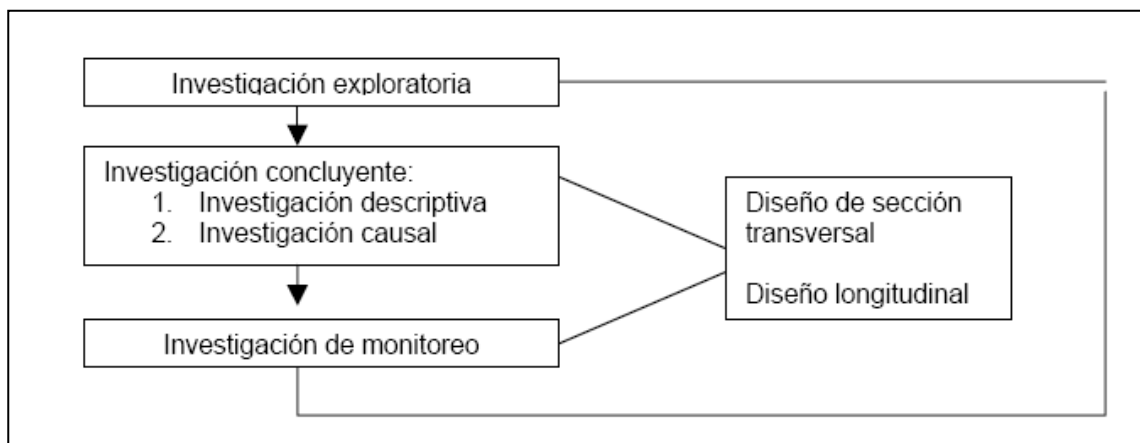 Investigación exploratoria
Investigación concluyente:
1. Investigación descriptiva
2. Investigación causal
Diseño de sección
transversal
Diseño longitudinal
Investigación de monitoreo